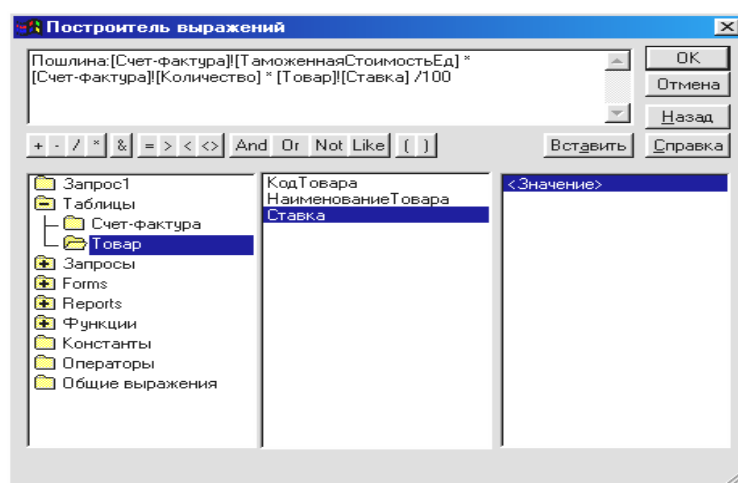 Построитель выражений
Пошлина:[Счет-фактура]![ТаможеннаяСтоимостьЕд] *
[Счет-фактура]![Количество] * [Товар]![Ставка] /100
OK
Отмена
Назад
+ - / * & = > < <> And Or Not Like ( )
Вставить
Справка
Запрос1
Таблицы
Счет-фактура
Товар
Запросы
Forms
Reports
Функции
Константы
Операторы
Общие выражения
КодТовара
НаименованиеТовара
Ставка
<Значение>